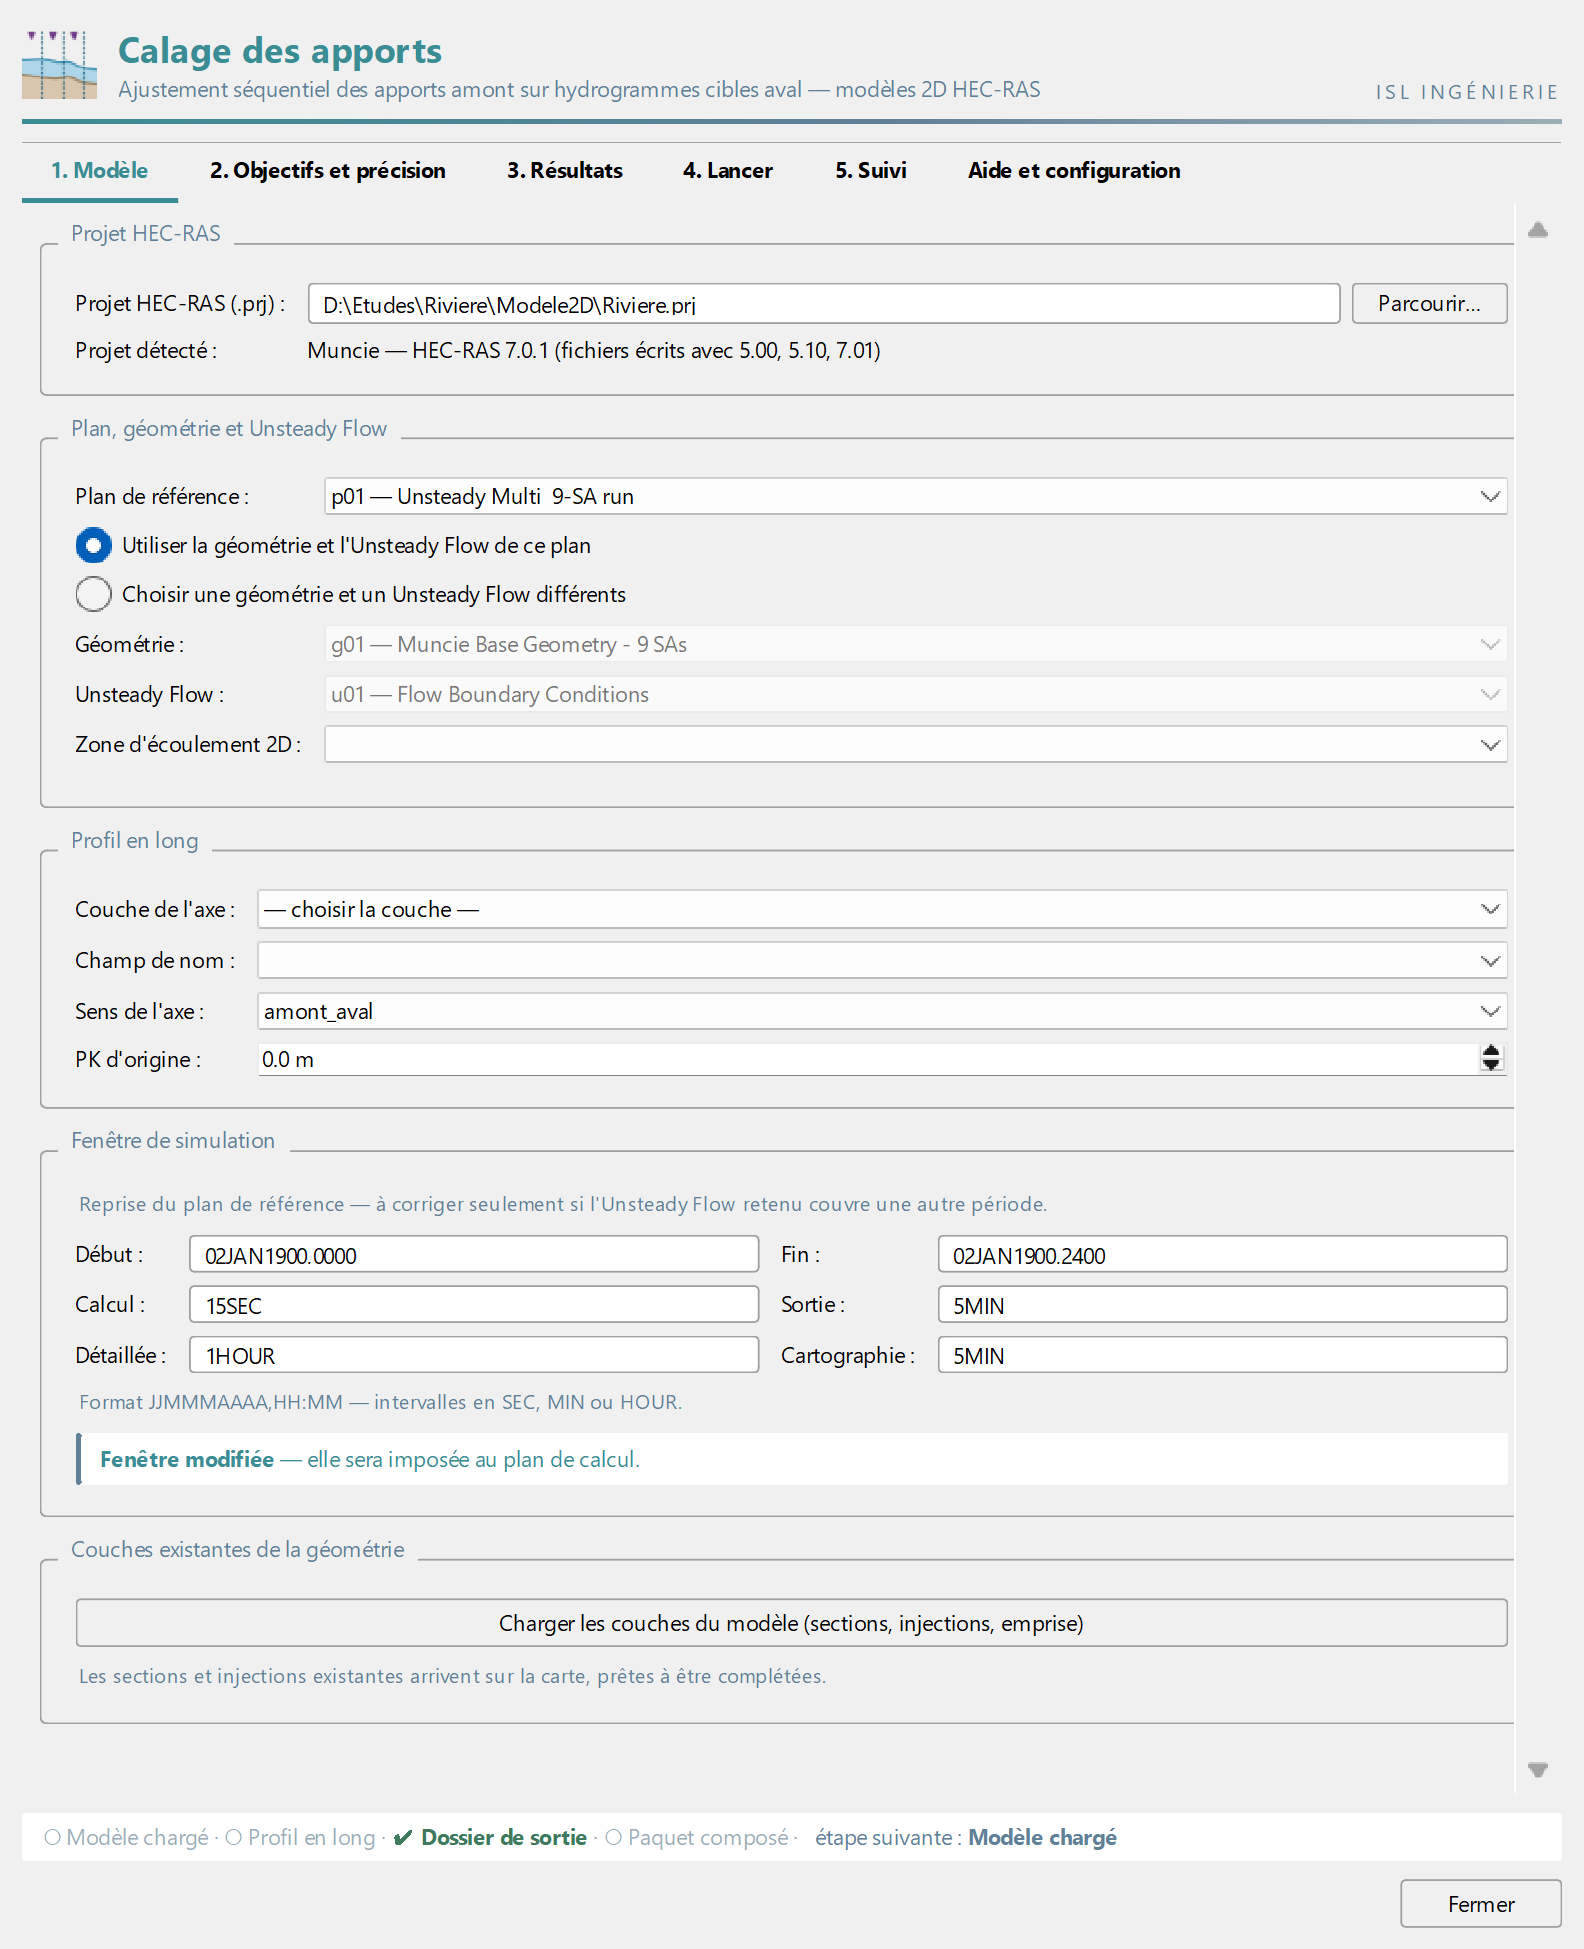 Calage des apports
Ajustement séquentiel des apports amont sur hydrogrammes cibles aval — modèles 2D HEC-RAS
ISL INGÉNIERIE
1. Modèle
2. Objectifs et précision
3. Résultats
4. Lancer
5. Suivi
Aide et configuration
Projet HEC-RAS
Projet HEC-RAS (.prj) :
D:\Etudes\Riviere\Modele2D\Riviere.prj
Parcourir...
Projet détecté :
Muncie — HEC-RAS 7.0.1 (fichiers écrits avec 5.00, 5.10, 7.01)
Plan, géométrie et Unsteady Flow
Plan de référence :
p01 — Unsteady Multi  9-SA run
Utiliser la géométrie et l'Unsteady Flow de ce plan
Choisir une géométrie et un Unsteady Flow différents
Géométrie :
g01 — Muncie Base Geometry - 9 SAs
Unsteady Flow :
u01 — Flow Boundary Conditions
Zone d'écoulement 2D :
Profil en long
Couche de l'axe :
— choisir la couche —
Champ de nom :
Sens de l'axe :
amont_aval
PK d'origine :
0.0 m
Fenêtre de simulation
Reprise du plan de référence — à corriger seulement si l'Unsteady Flow retenu couvre une autre période.
Début :
02JAN1900.0000
Fin :
02JAN1900.2400
Calcul :
15SEC
Sortie :
5MIN
Détaillée :
1HOUR
Cartographie :
5MIN
Format JJMMMAAAA,HH:MM — intervalles en SEC, MIN ou HOUR.
Fenêtre modifiée — elle sera imposée au plan de calcul.
Couches existantes de la géométrie
Charger les couches du modèle (sections, injections, emprise)
Les sections et injections existantes arrivent sur la carte, prêtes à être complétées.
○ Modèle chargé · ○ Profil en long · ✔ Dossier de sortie · ○ Paquet composé · étape suivante : Modèle chargé
Fermer